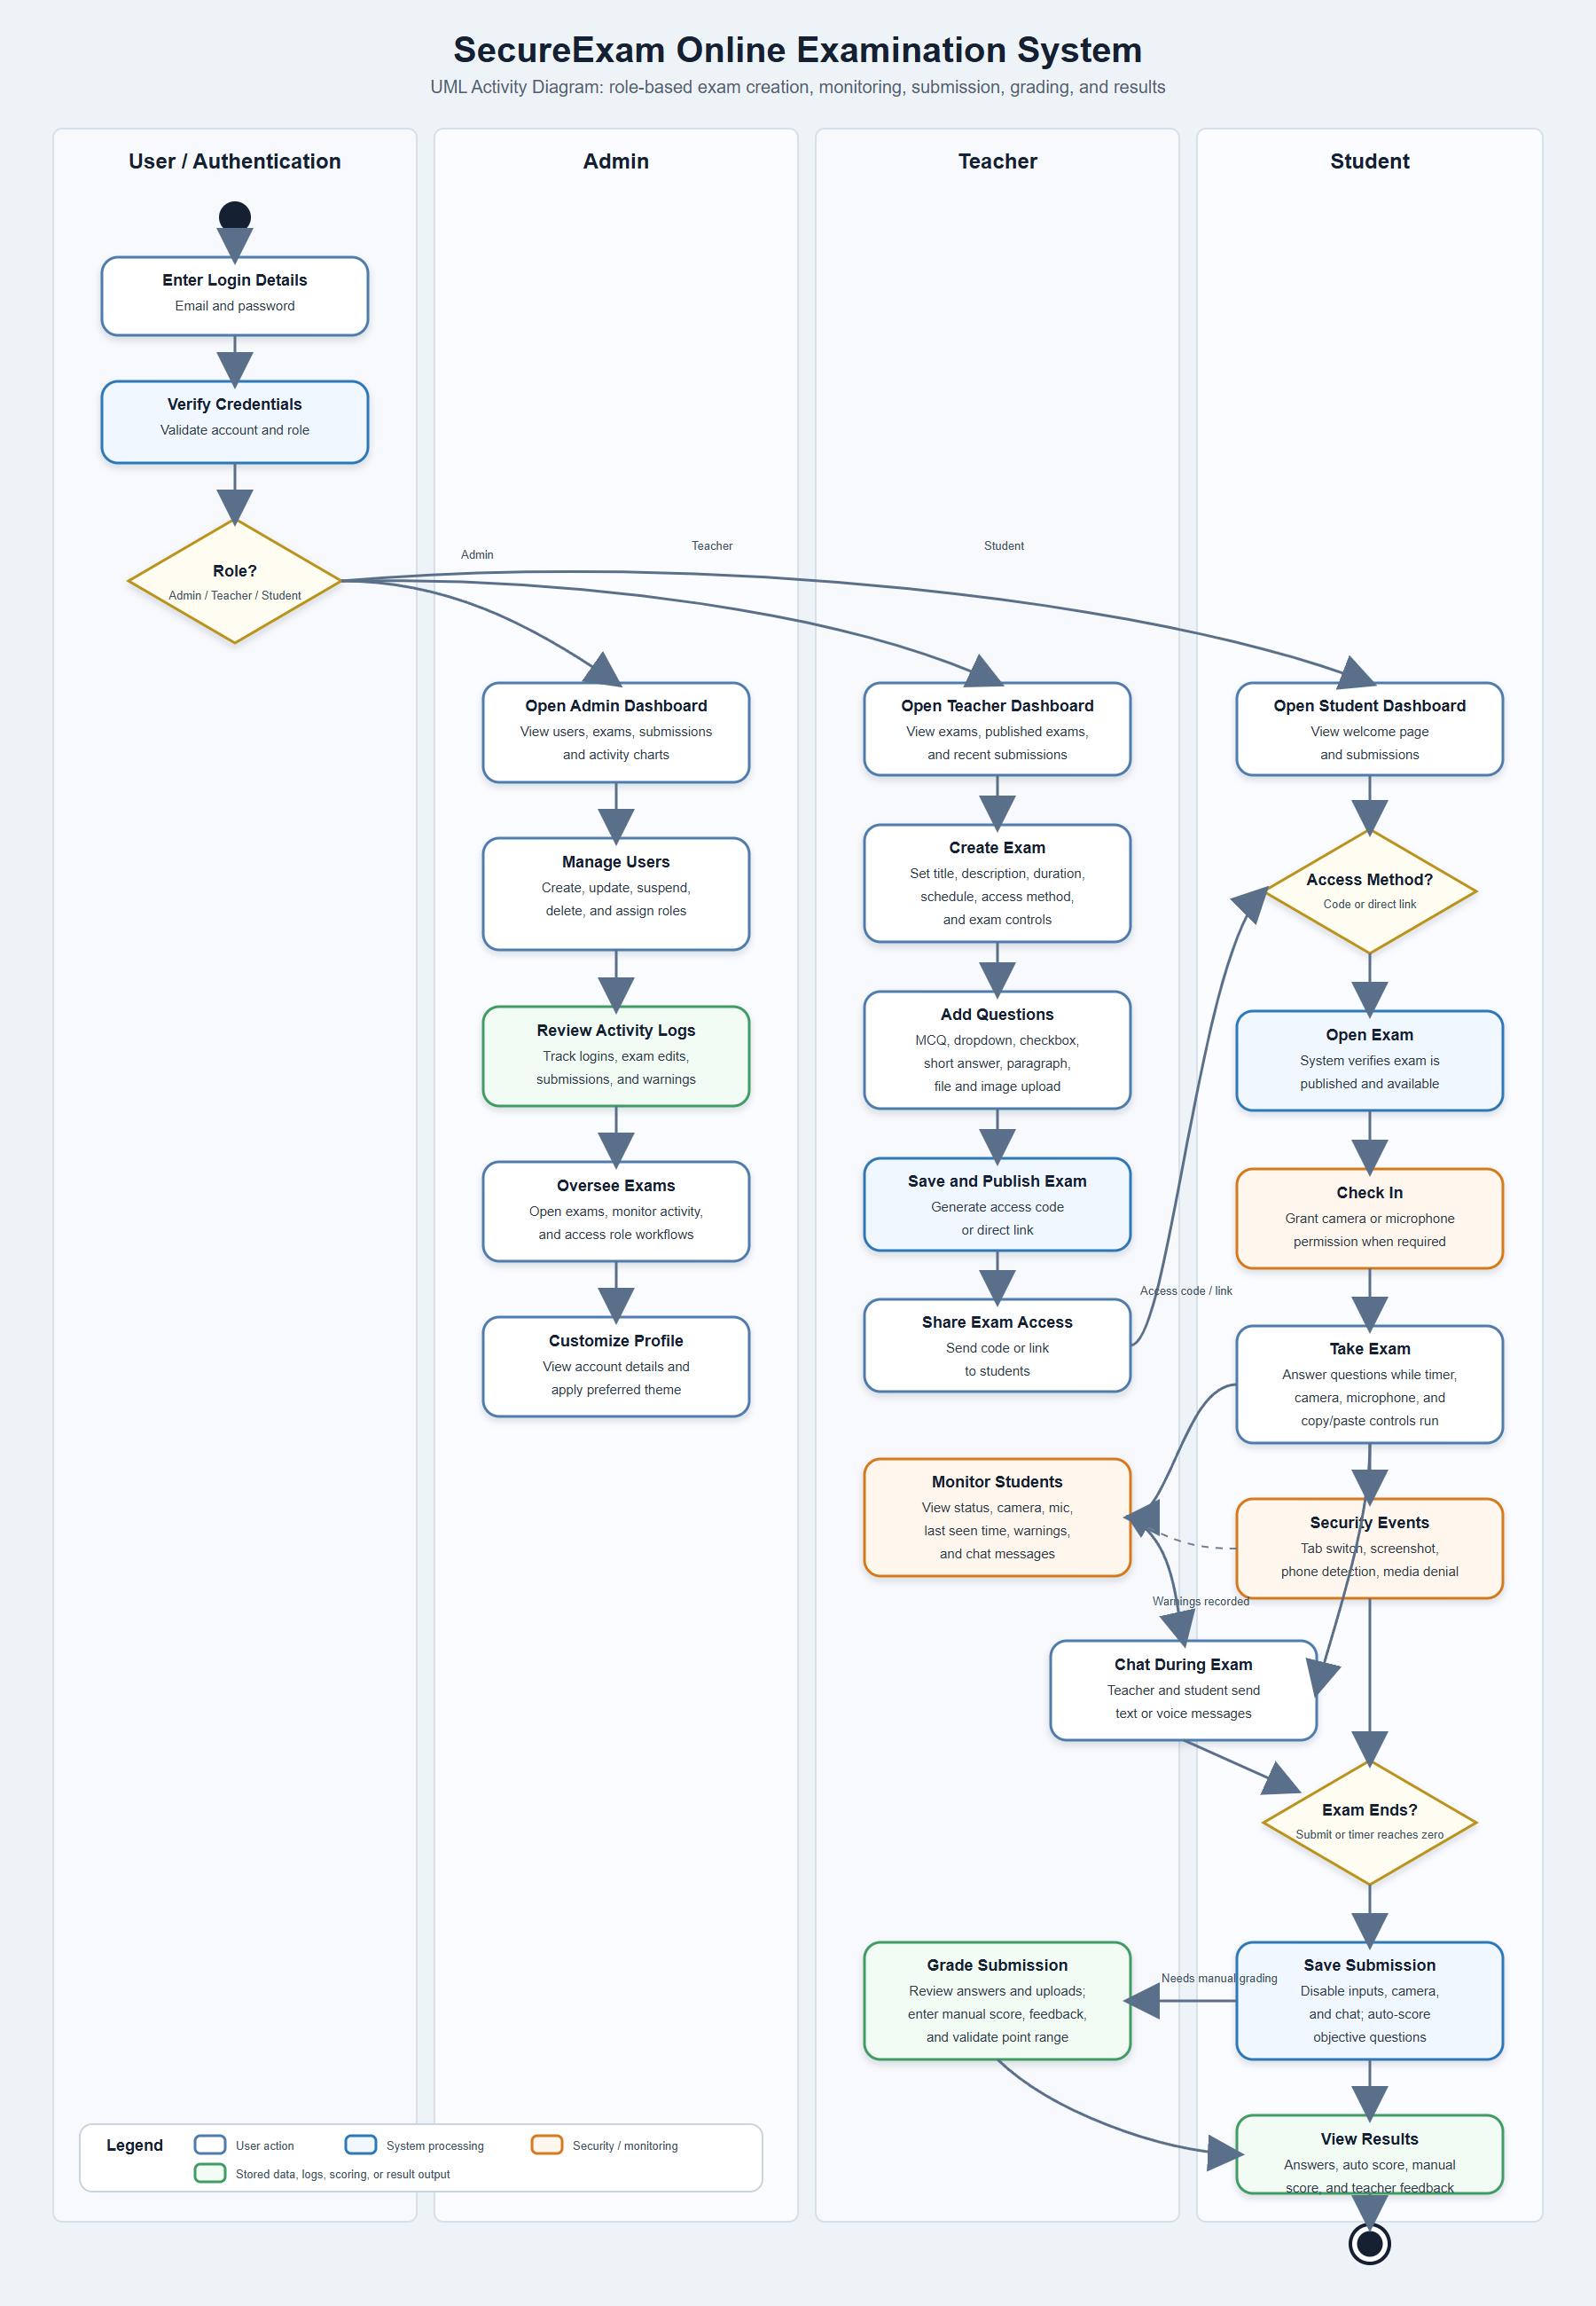 SecureExam Online Examination System
UML Activity Diagram: role-based exam creation, monitoring, submission, grading, and results
User / Authentication
Admin
Teacher
Student
Enter Login Details
Email and password
Verify Credentials
Validate account and role
Role?
Admin / Teacher / Student
Admin
Teacher
Student
Open Admin Dashboard
View users, exams, submissions
and activity charts
Manage Users
Create, update, suspend,
delete, and assign roles
Review Activity Logs
Track logins, exam edits,
submissions, and warnings
Oversee Exams
Open exams, monitor activity,
and access role workflows
Customize Profile
View account details and
apply preferred theme
Open Teacher Dashboard
View exams, published exams,
and recent submissions
Create Exam
Set title, description, duration,
schedule, access method,
and exam controls
Add Questions
MCQ, dropdown, checkbox,
short answer, paragraph,
file and image upload
Save and Publish Exam
Generate access code
or direct link
Share Exam Access
Send code or link
to students
Access code / link
Monitor Students
View status, camera, mic,
last seen time, warnings,
and chat messages
Warnings recorded
Chat During Exam
Teacher and student send
text or voice messages
Grade Submission
Review answers and uploads;
enter manual score, feedback,
and validate point range
Needs manual grading
Open Student Dashboard
View welcome page
and submissions
Access Method?
Code or direct link
Open Exam
System verifies exam is
published and available
Check In
Grant camera or microphone
permission when required
Take Exam
Answer questions while timer,
camera, microphone, and
copy/paste controls run
Security Events
Tab switch, screenshot,
phone detection, media denial
Exam Ends?
Submit or timer reaches zero
Save Submission
Disable inputs, camera,
and chat; auto-score
objective questions
View Results
Answers, auto score, manual
score, and teacher feedback
Legend
User action
System processing
Security / monitoring
Stored data, logs, scoring, or result output